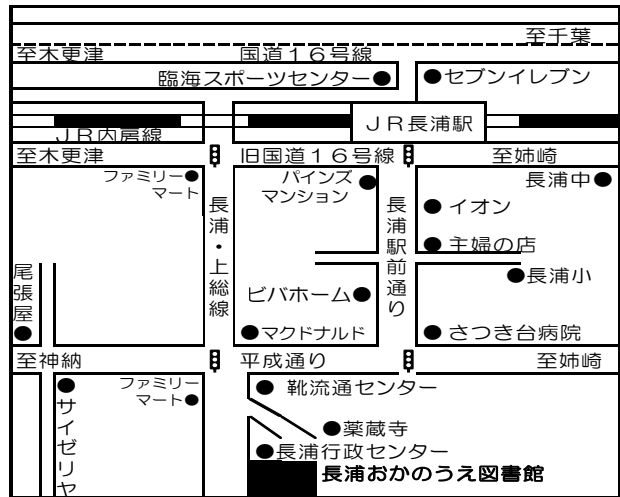 至千葉
至木更津
国道１６号線
臨海スポーツセンター●
●セブンイレブン
ＪＲ長浦駅
ＪＲ内房線
至木更津
旧国道１６号線
至姉崎
ファミリー●
マート
パインズ●
マンション
長浦中●
長浦・上総線
長浦駅前通り
●イオン
●主婦の店
●長浦小
尾張屋●
ビバホーム●
●マクドナルド
●さつき台病院
至神納
平成通り
至姉崎
●サイゼリヤ
ファミリー
マート●
●靴流通センター
●薬蔵寺
●長浦行政センター
長浦おかのうえ図書館